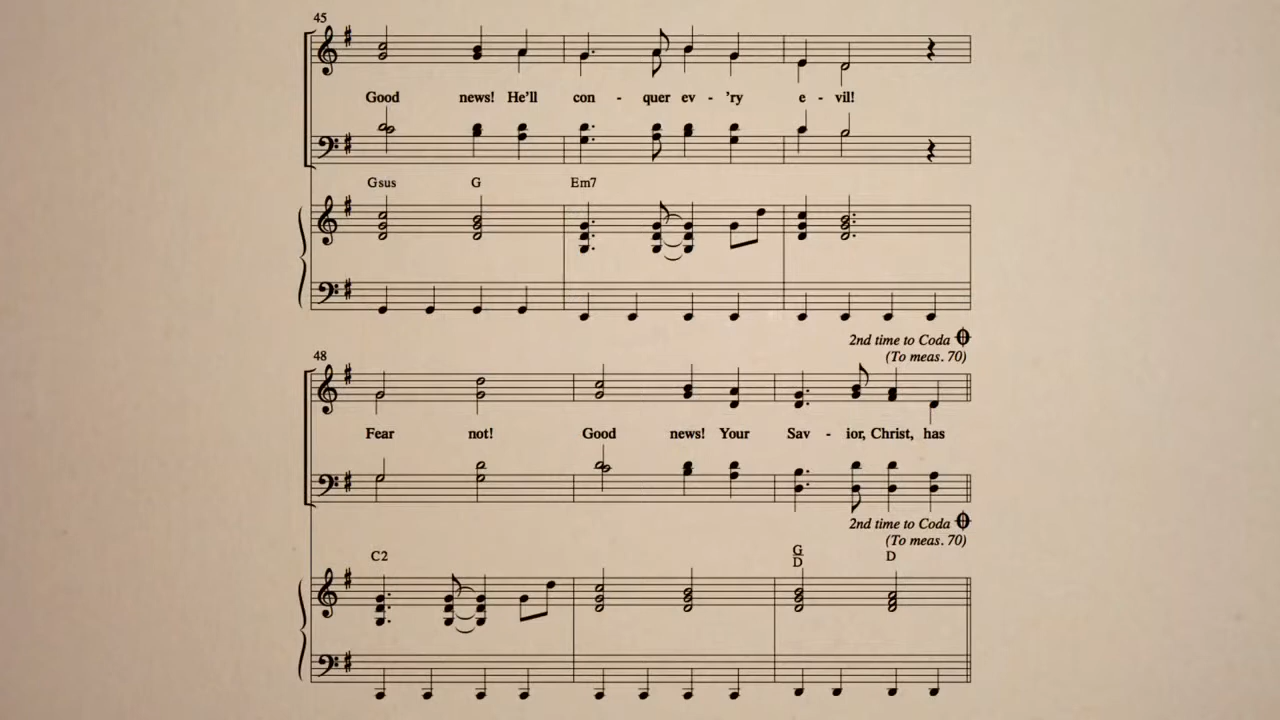 45
Good news! He'll con - quer ev - 'ry e - vil!
Gsus G Em7
2nd time to Coda
(To meas. 70)
48
Fear not! Good news! Your Sav - ior, Christ, has
2nd time to Coda
(To meas. 70)
C2 G D
D